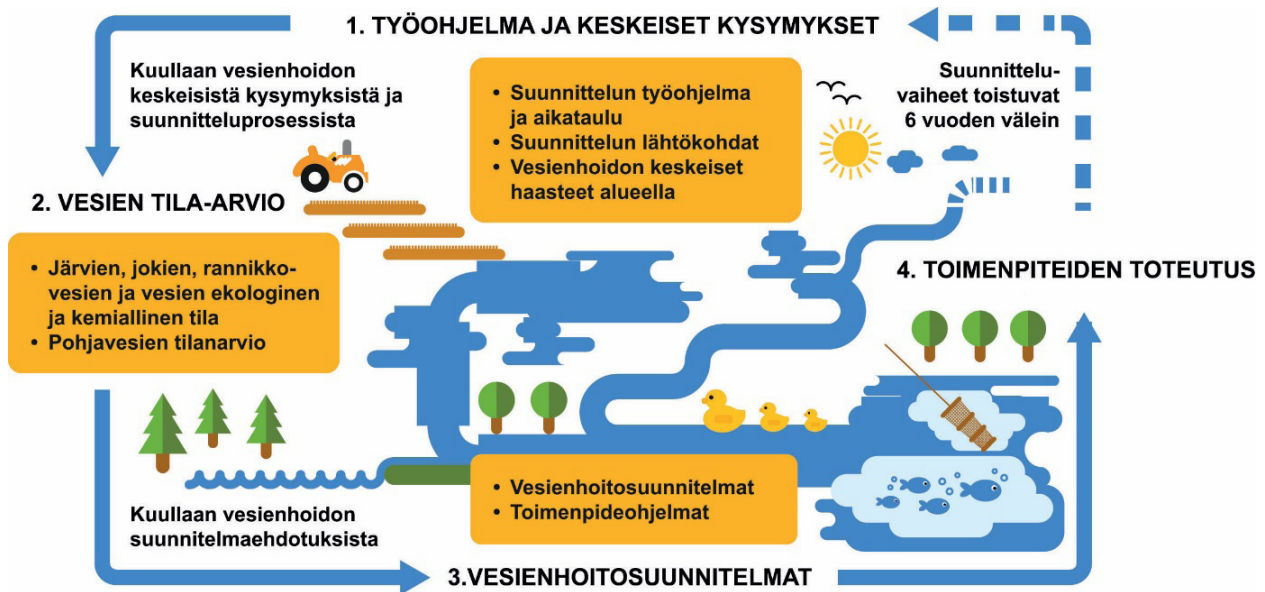 1. TYÖOHJELMA JA KESKEISET KYSYMYKSET
Kuullaan vesienhoidon
keskeisistä kysymyksistä ja
suunnitteluprosessista
• Suunnittelun työohjelma
ja aikataulu
• Suunnittelun lähtökohdat
• Vesienhoidon keskeiset
haasteet alueella
Suunnittelu-
vaiheet toistuvat
6 vuoden välein
2. VESIEN TILA-ARVIO
• Järvien, jokien, rannikko-
vesien ja vesien ekologinen
ja kemiallinen tila
• Pohjavesien tilanarvio
4. TOIMENPITEIDEN TOTEUTUS
Kuullaan vesienhoidon
suunnitelmaehdotuksista
• Vesienhoitosuunnitelmat
• Toimenpideohjelmat
3.VESIENHOITOSUUNNITELMAT